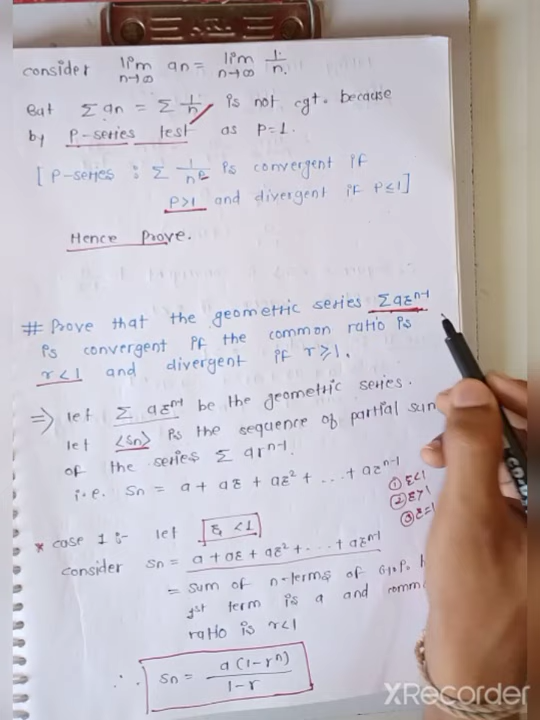 consider lim n→∞ an = lim n→∞ 1/n.
But Σ an = Σ 1/n is not cgt. because
by P-series test as P=1.
[P-series : Σ 1/n^p is convergent if
P>1 and divergent if P≤1]
Hence Prove.
# Prove that the geometric series Σ ar^n-1
is convergent if the common ratio is
r<1 and divergent if r≥1.
⇒ let Σ ar^n-1 be the geometric series.
let <sn> is the sequence of partial sum
of the series Σ ar^n-1.
i.e. sn = a + ar + ar² + ... + ar^n-1
① r<1
② r>1
③ r=1
* case 1 :- let r <1
consider sn = a + ar + ar² + ... + ar^n-1
= sum of n-terms of G.P.
1st term is a and comm
ratio is r<1
∴ sn = a(1-r^n) / 1-r
XRecorder